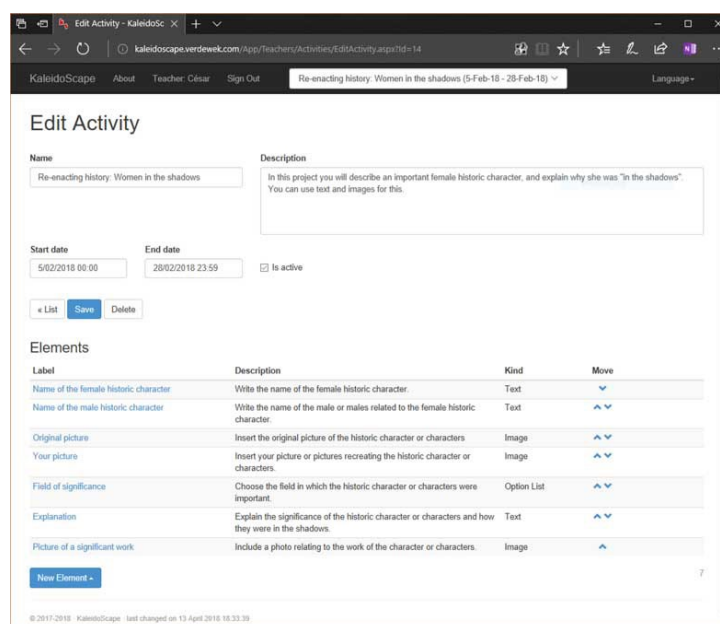 Edit Activity - KaleidoSc
kaleidoscape.verdewek.com/App/Teachers/Activities/EditActivity.aspx?Id=14
KaleidoScape About Teacher: César Sign Out Re-enacting history: Women in the shadows (5-Feb-18 - 28-Feb-18) Language
Edit Activity
Name Description
Re-enacting history: Women in the shadows
In this project you will describe an important female historic character, and explain why she was "in the shadows".
You can use text and images for this.
Start date End date
5/02/2018 00:00 28/02/2018 23:59 Is active
« List Save Delete
Elements
Label Description Kind Move
Name of the female historic character Write the name of the female historic character. Text
Name of the male historic character Write the name of the male or males related to the female historic Text
character.
Original picture Insert the original picture of the historic character or characters Image
Your picture Insert your picture or pictures recreating the historic character or Image
characters.
Field of significance Choose the field in which the historic character or characters were Option List
important.
Explanation Explain the significance of the historic character or characters and how Text
they were in the shadows.
Picture of a significant work Include a photo relating to the work of the character or characters. Image
New Element 7
© 2017-2018 · KaleidoScape · last changed on 13 April 2018 18:33:39